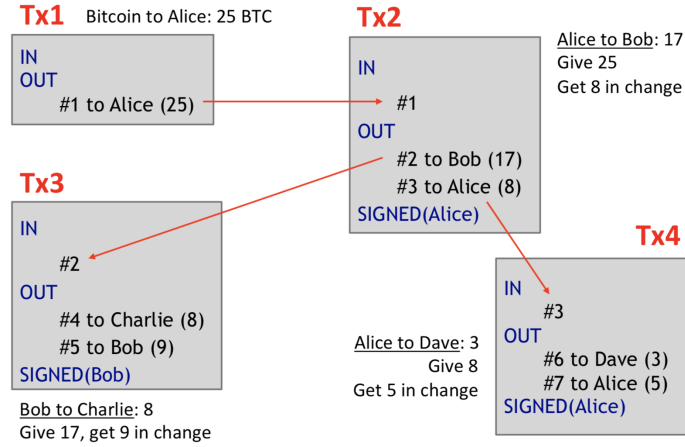 Tx1 Bitcoin to Alice: 25 BTC
IN
OUT
#1 to Alice (25)
Tx2
IN
#1
OUT
#2 to Bob (17)
#3 to Alice (8)
SIGNED(Alice)
Alice to Bob: 17
Give 25
Get 8 in change
Tx3
IN
#2
OUT
#4 to Charlie (8)
#5 to Bob (9)
SIGNED(Bob)
Bob to Charlie: 8
Give 17, get 9 in change
Tx4
IN
#3
OUT
#6 to Dave (3)
#7 to Alice (5)
SIGNED(Alice)
Alice to Dave: 3
Give 8
Get 5 in change